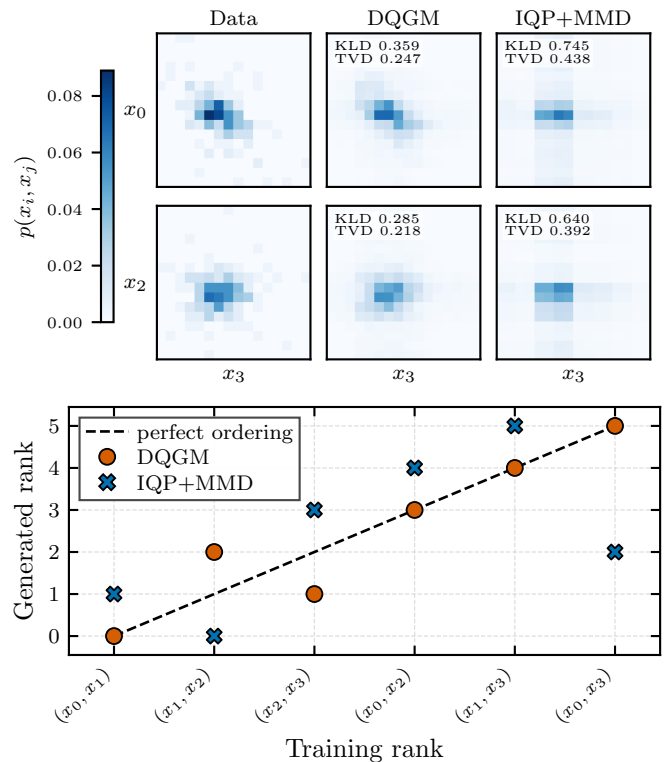 Data
DQGM
IQP+MMD
KLD 0.359
TVD 0.247
KLD 0.745
TVD 0.438
0.08
0.06
0.04
0.02
0.00
p(x_i, x_j)
x_0
KLD 0.285
TVD 0.218
KLD 0.640
TVD 0.392
x_2
x_3
x_3
x_3
perfect ordering
DQGM
IQP+MMD
5
4
3
2
1
0
Generated rank
(x_0, x_1)
(x_1, x_2)
(x_2, x_3)
(x_0, x_2)
(x_1, x_3)
(x_0, x_3)
Training rank